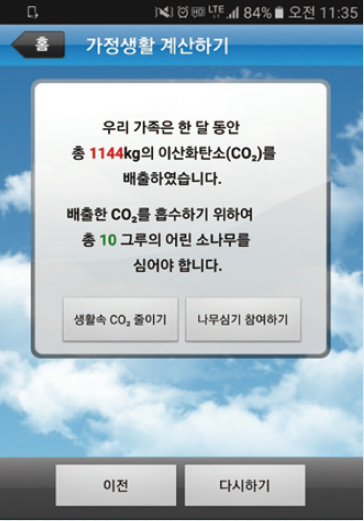 HD LTE 84% 오전 11:35
홈 가정생활 계산하기
우리 가족은 한 달 동안
총 1144kg의 이산화탄소(CO₂)를
배출하였습니다.
배출한 CO₂를 흡수하기 위하여
총 10 그루의 어린 소나무를
심어야 합니다.
생활속 CO₂ 줄이기 나무심기 참여하기
이전 다시하기